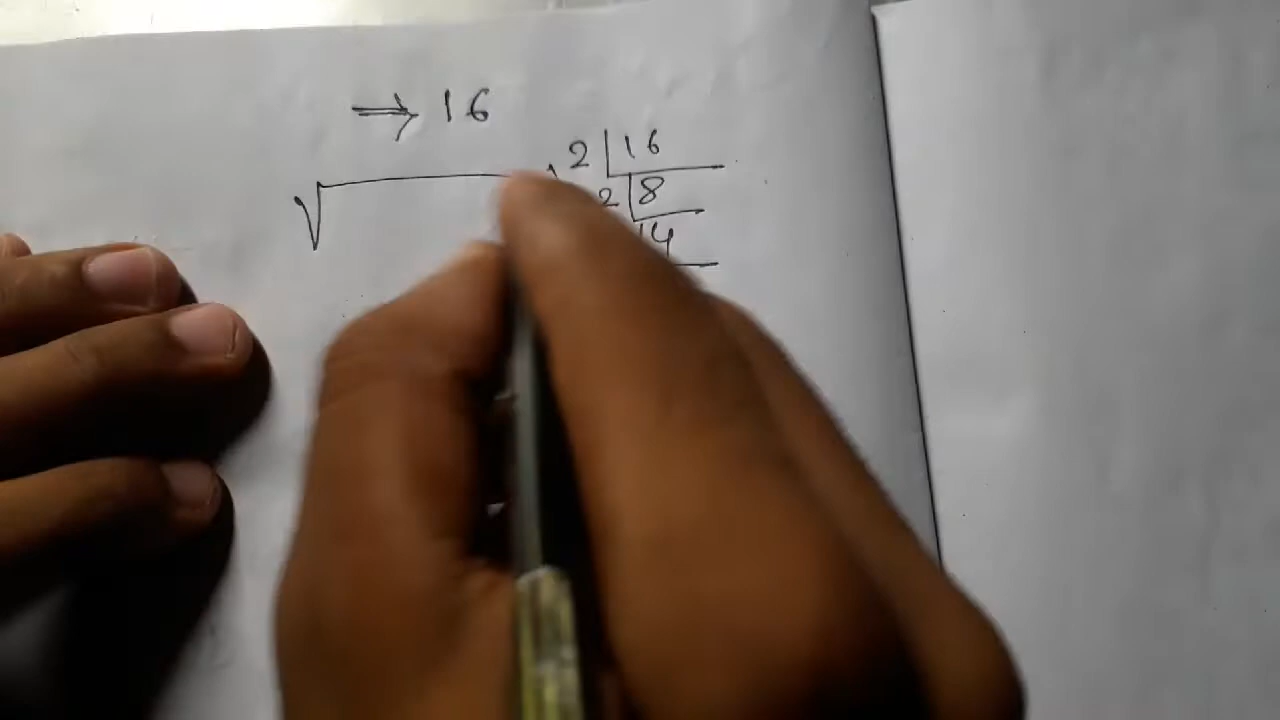 ⇒ 16
2 | 16
2 | 8
4
√